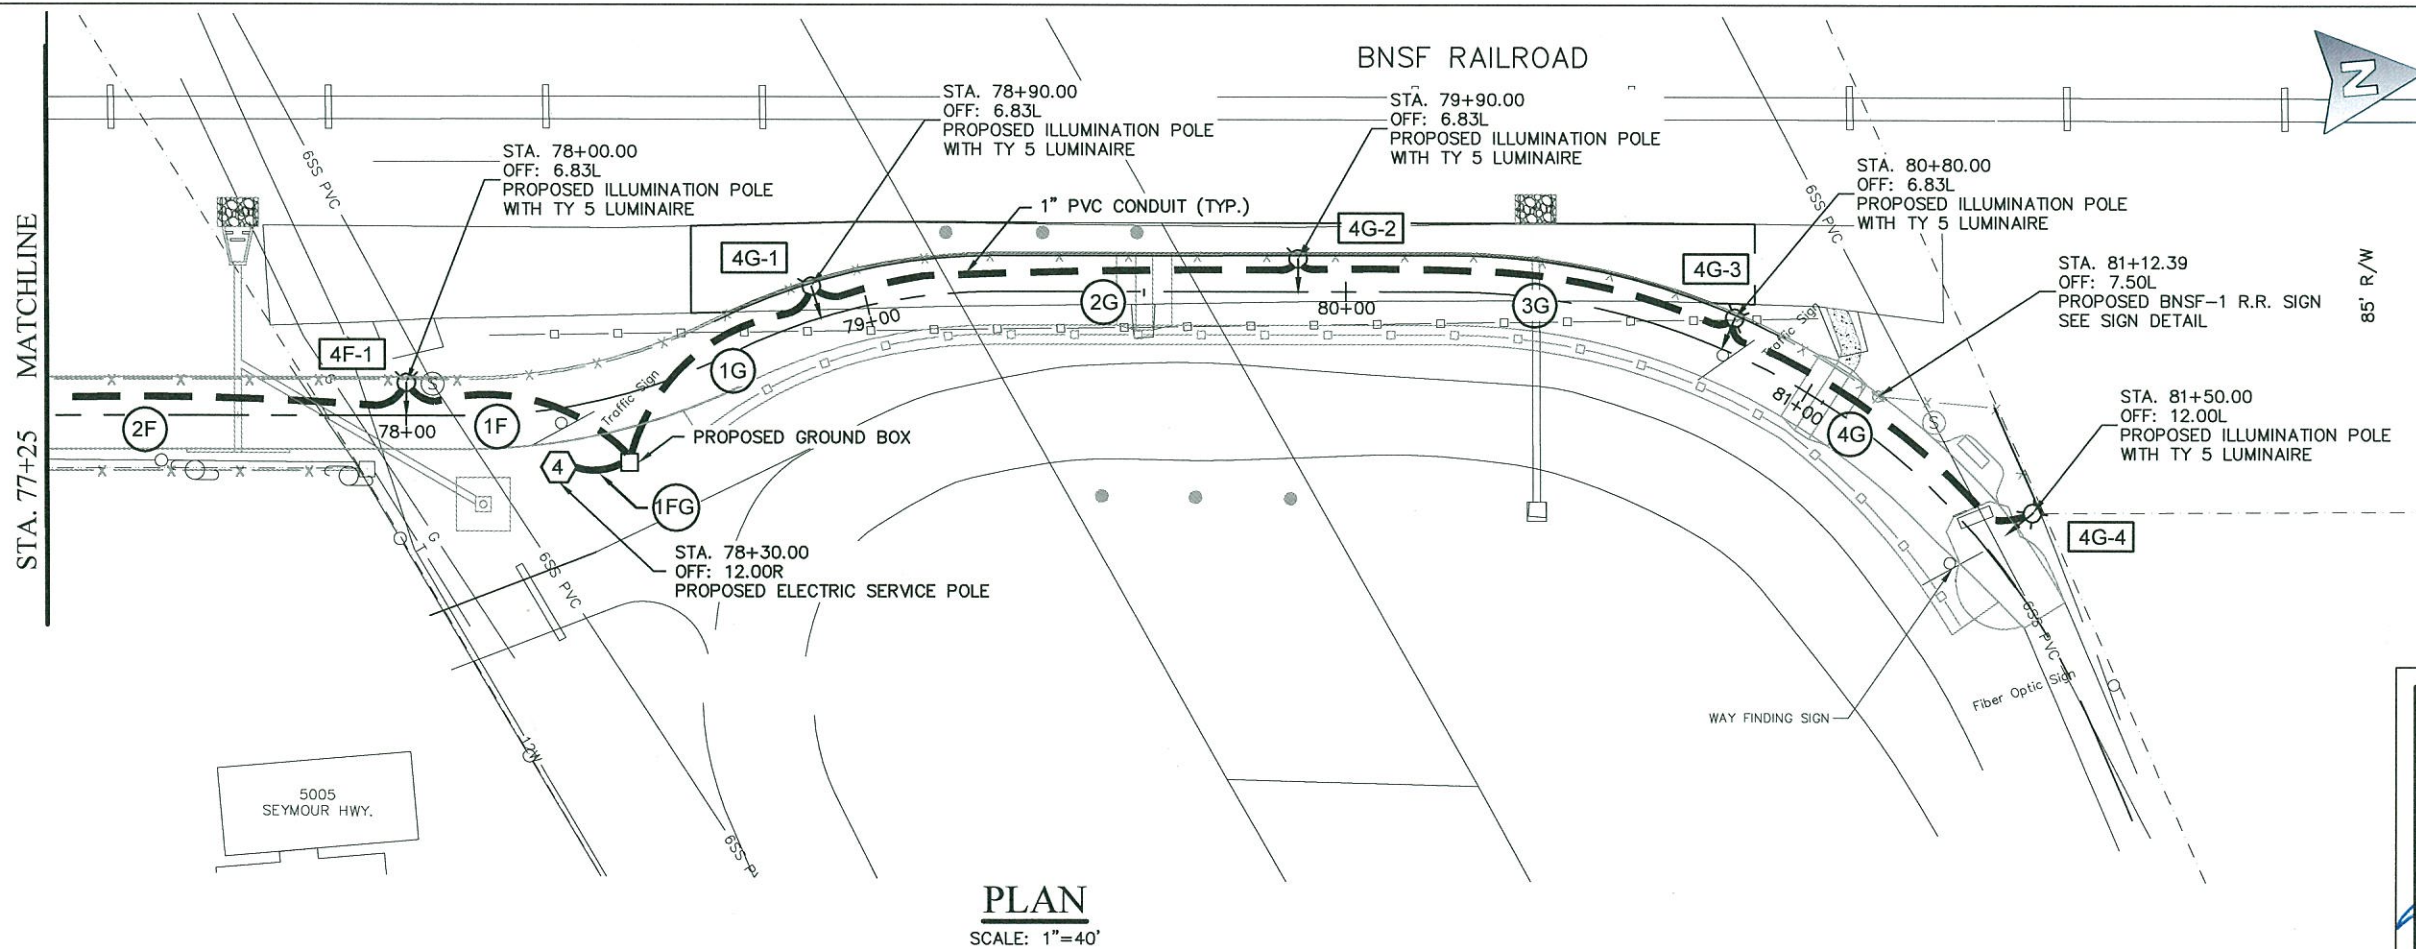 BNSF RAILROAD
N
STA. 77+25 MATCHLINE
STA. 78+00.00
OFF: 6.83L
PROPOSED ILLUMINATION POLE
WITH TY 5 LUMINAIRE
STA. 78+90.00
OFF: 6.83L
PROPOSED ILLUMINATION POLE
WITH TY 5 LUMINAIRE
STA. 79+90.00
OFF: 6.83L
PROPOSED ILLUMINATION POLE
WITH TY 5 LUMINAIRE
STA. 80+80.00
OFF: 6.83L
PROPOSED ILLUMINATION POLE
WITH TY 5 LUMINAIRE
STA. 81+12.39
OFF: 7.50L
PROPOSED BNSF-1 R.R. SIGN
SEE SIGN DETAIL
85' R/W
STA. 81+50.00
OFF: 12.00L
PROPOSED ILLUMINATION POLE
WITH TY 5 LUMINAIRE
1" PVC CONDUIT (TYP.)
6SS PVC
6SS PVC
4G-1
4G-2
4G-3
4F-1
4G-4
79+00
2G
80+00
3G
Traffic Sign
1G
Traffic Sign
S
2F
78+00
1F
81+00
4G
S
PROPOSED GROUND BOX
4
1FG
G
T
STA. 78+30.00
OFF: 12.00R
PROPOSED ELECTRIC SERVICE POLE
6SS PVC
6SS PVC
Fiber Optic Sign
WAY FINDING SIGN
12W
5005
SEYMOUR HWY.
6SS P
PLAN
SCALE: 1"=40'